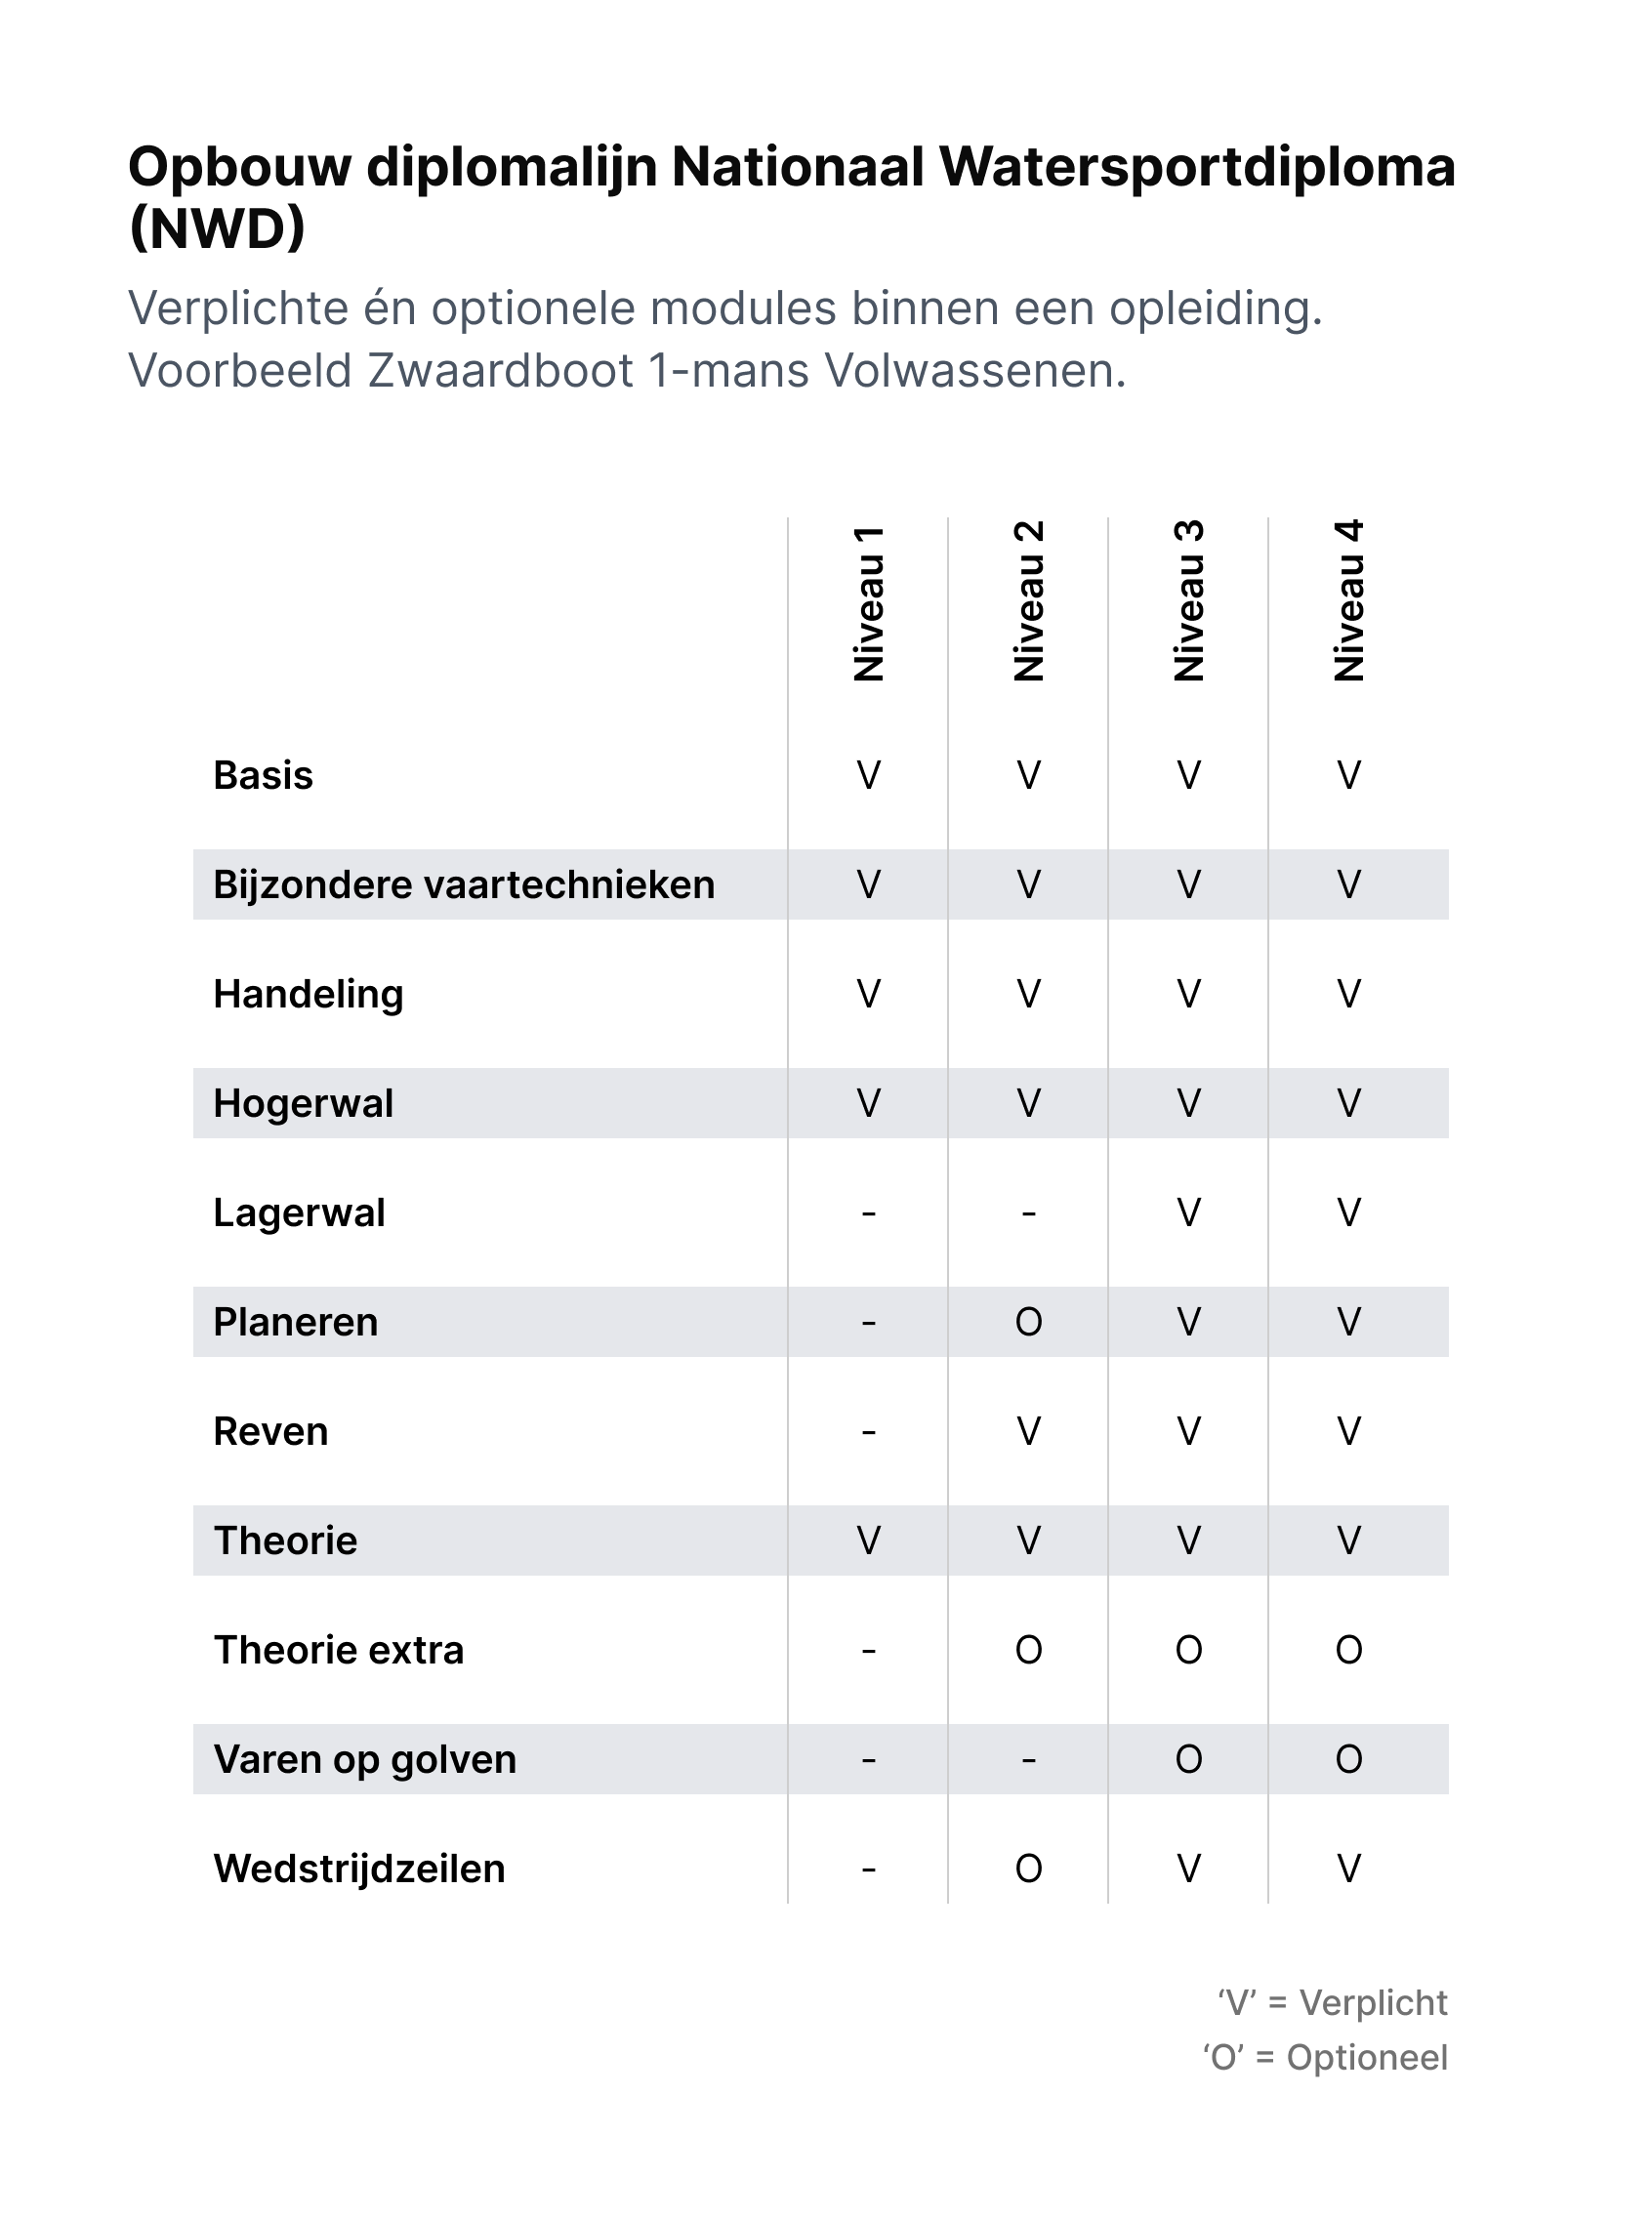 Opbouw diplomalijn Nationaal Watersportdiploma
(NWD)
Verplichte én optionele modules binnen een opleiding.
Voorbeeld Zwaardboot 1-mans Volwassenen.
Niveau 1 Niveau 2 Niveau 3 Niveau 4
Basis V V V V
Bijzondere vaartechnieken V V V V
Handeling V V V V
Hogerwal V V V V
Lagerwal - - V V
Planeren - O V V
Reven - V V V
Theorie V V V V
Theorie extra - O O O
Varen op golven - - O O
Wedstrijdzeilen - O V V
‘V’ = Verplicht
‘O’ = Optioneel